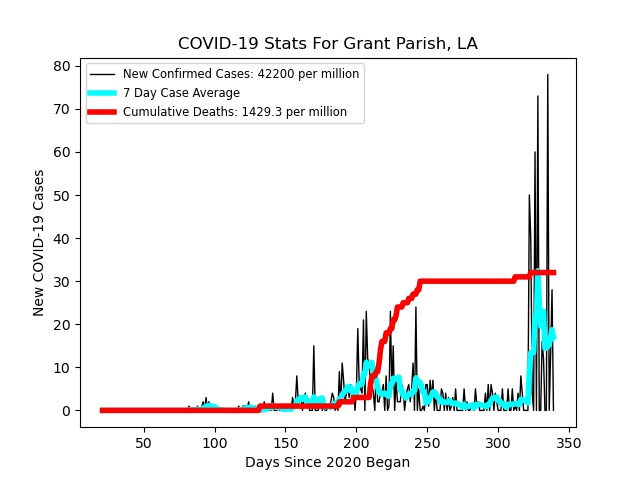 COVID-19 Stats For Grant Parish, LA
New Confirmed Cases: 42200 per million
7 Day Case Average
Cumulative Deaths: 1429.3 per million
New COVID-19 Cases
80
70
60
50
40
30
20
10
0
50 100 150 200 250 300 350
Days Since 2020 Began